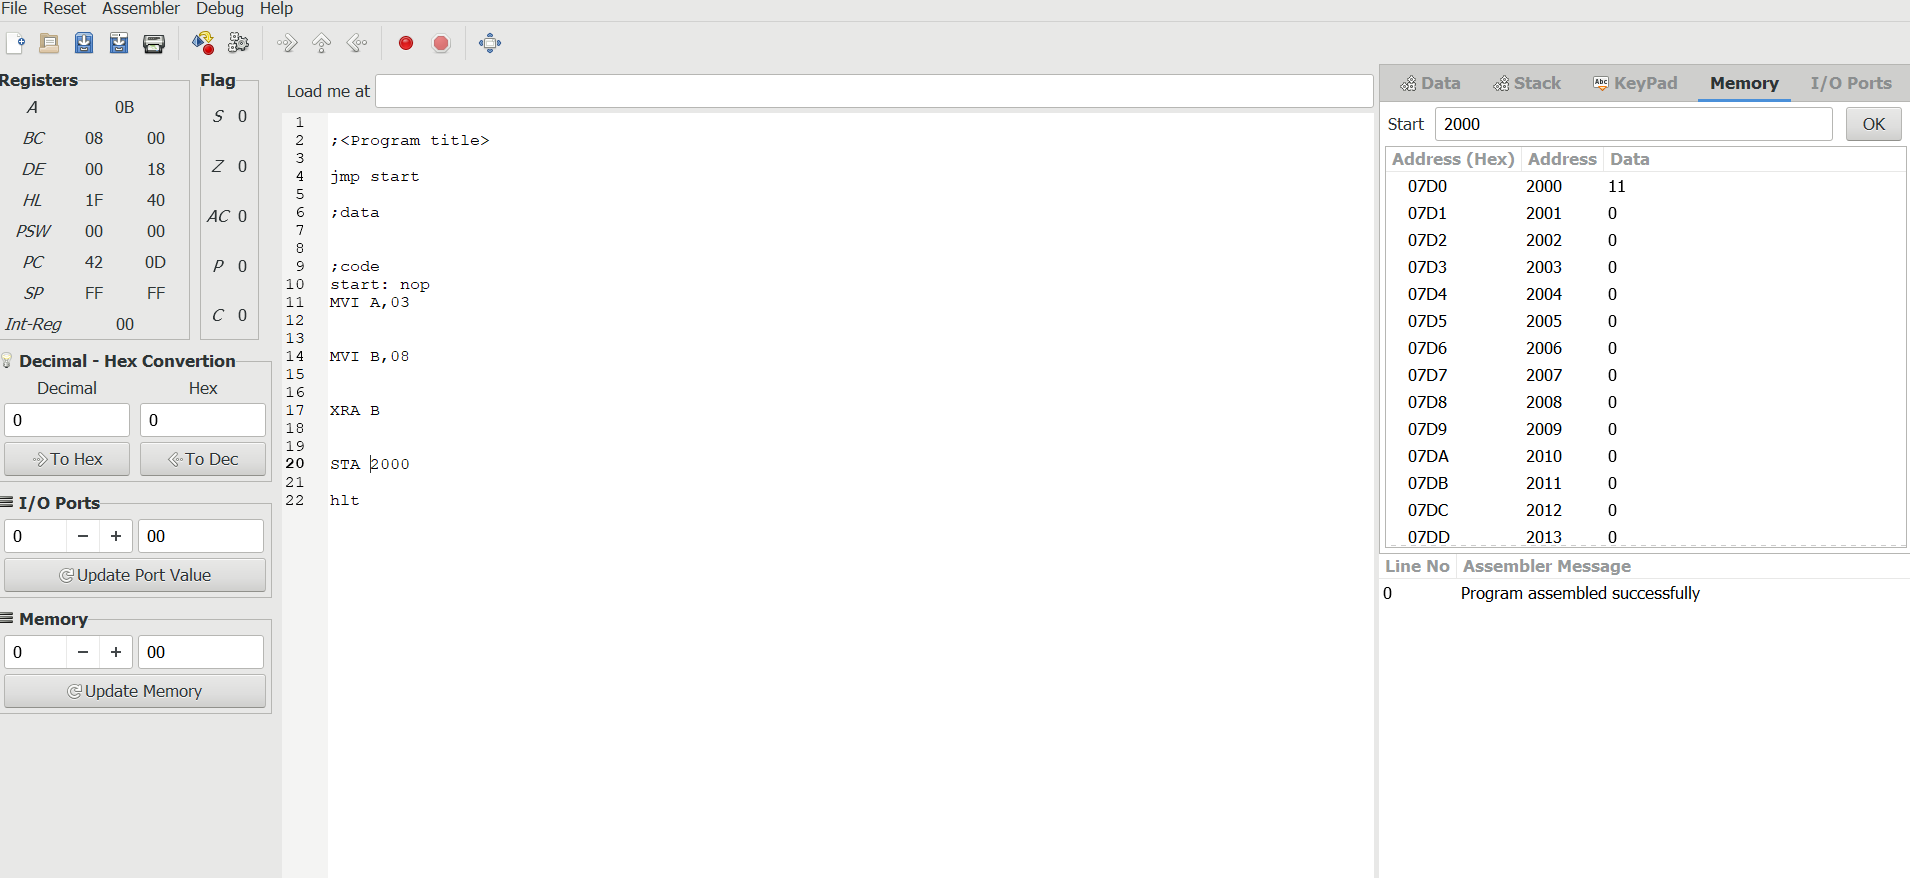 File Reset Assembler Debug Help
Registers
A 0B
BC 08 00
DE 00 18
HL 1F 40
PSW 00 00
PC 42 0D
SP FF FF
Int-Reg 00
Flag
S 0
Z 0
AC 0
P 0
C 0
Decimal - Hex Convertion
Decimal Hex
0 0
To Hex To Dec
I/O Ports
0 − + 00
Update Port Value
Memory
0 − + 00
Update Memory
Load me at
1
2 ;<Program title>
3
4 jmp start
5
6 ;data
7
8
9 ;code
10 start: nop
11 MVI A,03
12
13
14 MVI B,08
15
16
17 XRA B
18
19
20 STA 2000
21
22 hlt
Data Stack Abc KeyPad Memory I/O Ports
Start 2000 OK
Address (Hex) Address Data
07D0 2000 11
07D1 2001 0
07D2 2002 0
07D3 2003 0
07D4 2004 0
07D5 2005 0
07D6 2006 0
07D7 2007 0
07D8 2008 0
07D9 2009 0
07DA 2010 0
07DB 2011 0
07DC 2012 0
07DD 2013 0
Line No Assembler Message
0 Program assembled successfully